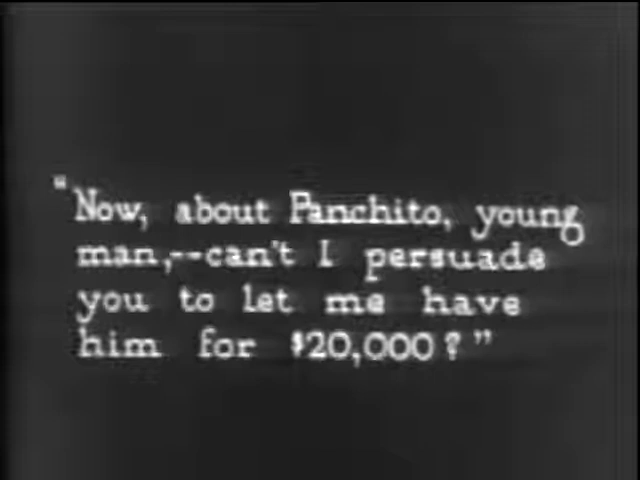 "Now, about Panchito, young
man,--can't I persuade
you to let me have
him for $20,000?"